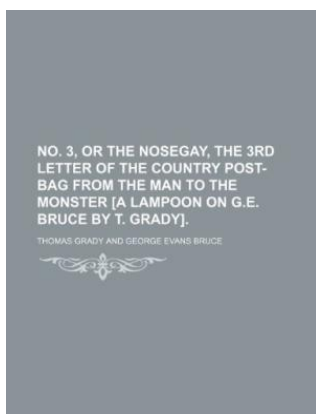 NO. 3, OR THE NOSEGAY, THE 3RD
LETTER OF THE COUNTRY POST-
BAG FROM THE MAN TO THE
MONSTER [A LAMPOON ON G.E.
BRUCE BY T. GRADY].
THOMAS GRADY AND GEORGE EVANS BRUCE